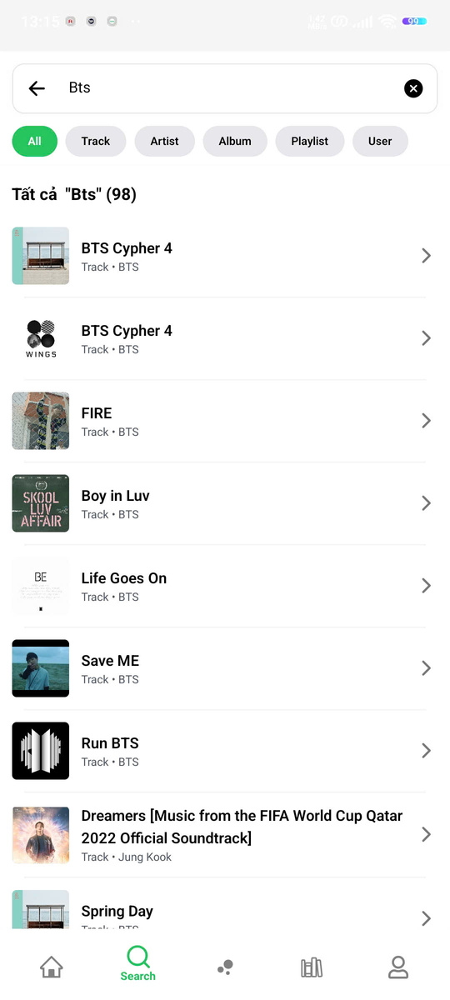 13:15
99
Bts
All Track Artist Album Playlist User
Tất cả "Bts" (98)
BTS Cypher 4
Track • BTS
WINGS
BTS Cypher 4
Track • BTS
FIRE
Track • BTS
SKOOL
LUV
AFFAIR
Boy in Luv
Track • BTS
BE
Life Goes On
Track • BTS
Save ME
Track • BTS
Run BTS
Track • BTS
Dreamers [Music from the FIFA World Cup Qatar
2022 Official Soundtrack]
Track • Jung Kook
Spring Day
Track • BTS
Search